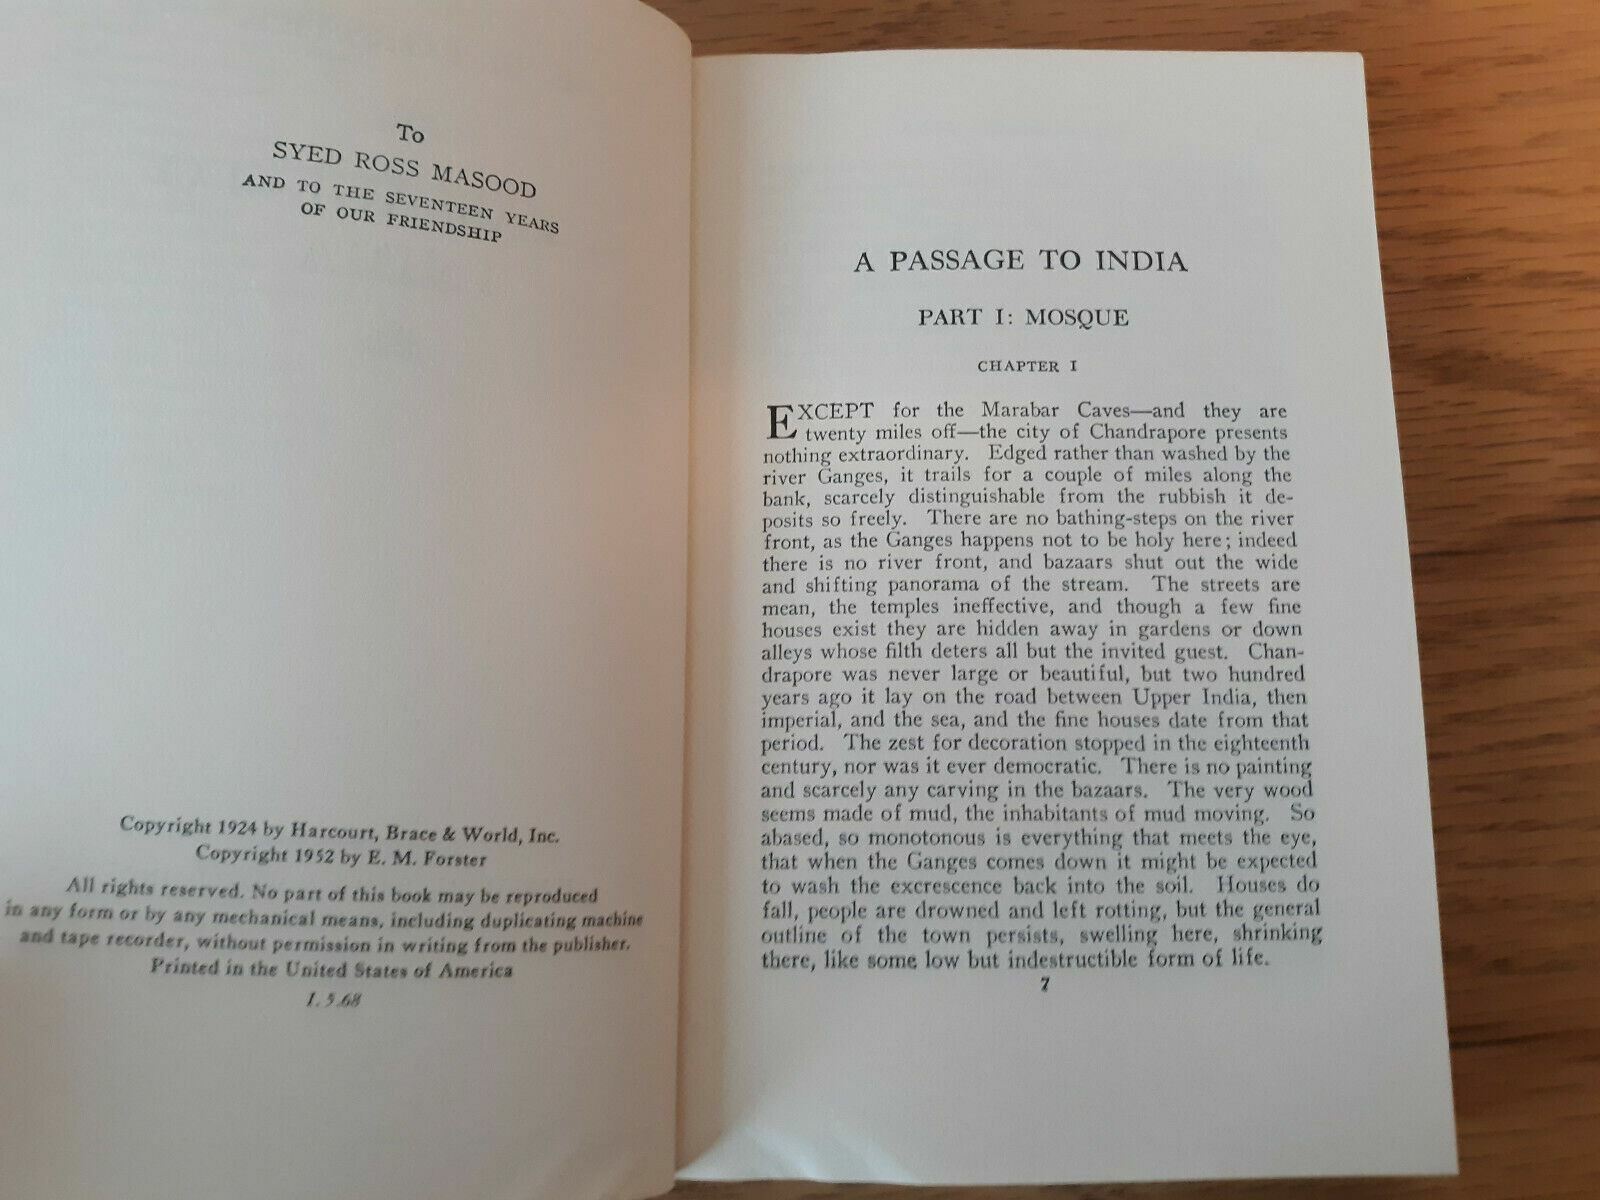 To
SYED ROSS MASOOD
AND TO THE SEVENTEEN YEARS
OF OUR FRIENDSHIP
Copyright 1924 by Harcourt, Brace & World, Inc.
Copyright 1952 by E. M. Forster
All rights reserved. No part of this book may be reproduced
in any form or by any mechanical means, including duplicating machine
and tape recorder, without permission in writing from the publisher.
Printed in the United States of America
I. 5.68
A PASSAGE TO INDIA
PART I: MOSQUE
CHAPTER I
EXCEPT for the Marabar Caves—and they are
twenty miles off—the city of Chandrapore presents
nothing extraordinary. Edged rather than washed by the
river Ganges, it trails for a couple of miles along the
bank, scarcely distinguishable from the rubbish it de-
posits so freely. There are no bathing-steps on the river
front, as the Ganges happens not to be holy here; indeed
there is no river front, and bazaars shut out the wide
and shifting panorama of the stream. The streets are
mean, the temples ineffective, and though a few fine
houses exist they are hidden away in gardens or down
alleys whose filth deters all but the invited guest. Chan-
drapore was never large or beautiful, but two hundred
years ago it lay on the road between Upper India, then
imperial, and the sea, and the fine houses date from that
period. The zest for decoration stopped in the eighteenth
century, nor was it ever democratic. There is no painting
and scarcely any carving in the bazaars. The very wood
seems made of mud, the inhabitants of mud moving. So
abased, so monotonous is everything that meets the eye,
that when the Ganges comes down it might be expected
to wash the excrescence back into the soil. Houses do
fall, people are drowned and left rotting, but the general
outline of the town persists, swelling here, shrinking
there, like some low but indestructible form of life.
7